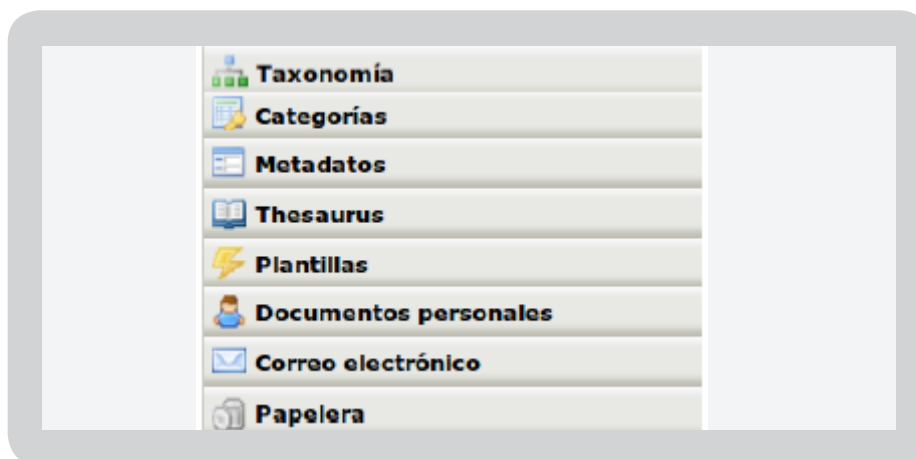 Taxonomía
Categorías
Metadatos
Thesaurus
Plantillas
Documentos personales
Correo electrónico
Papelera